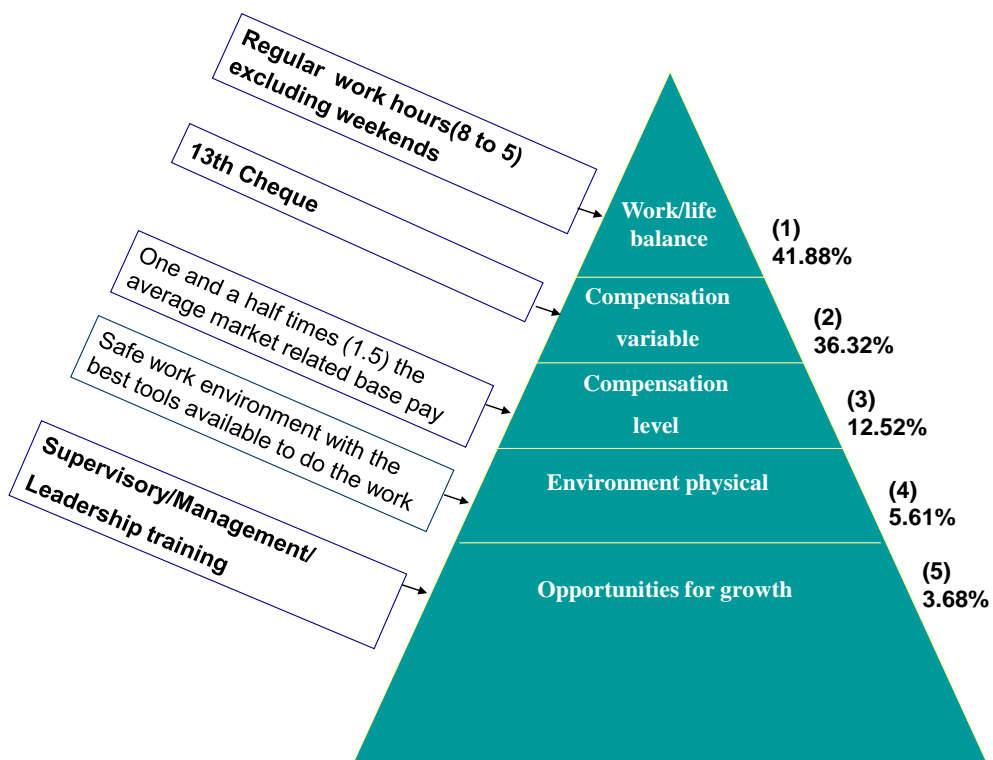 Regular work hours(8 to 5)
excluding weekends
13th Cheque
One and a half times (1.5) the
average market related base pay
Safe work environment with the
best tools available to do the work
Supervisory/Management/
Leadership training
Work/life
balance
(1)
41.88%
Compensation
variable
(2)
36.32%
Compensation
level
(3)
12.52%
Environment physical
(4)
5.61%
Opportunities for growth
(5)
3.68%